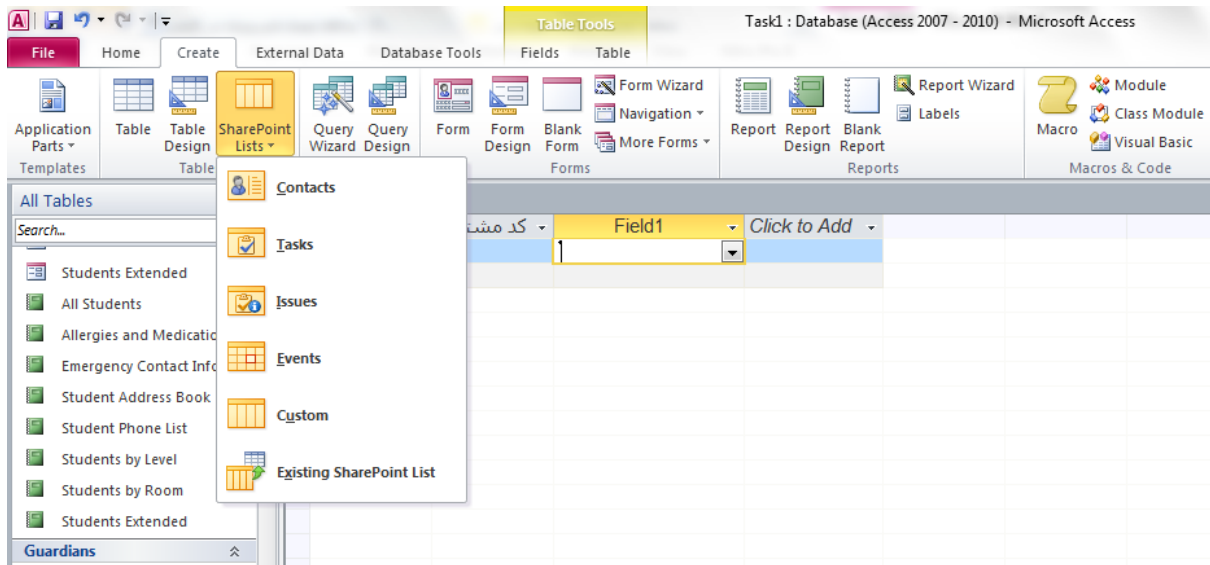 Table Tools
Task1 : Database (Access 2007 - 2010) - Microsoft Access
File Home Create External Data Database Tools Fields Table
Application Parts
Table
Table Design
SharePoint Lists
Query Wizard
Query Design
Form
Form Design
Blank Form
Form Wizard
Navigation
More Forms
Report
Report Design
Blank Report
Report Wizard
Labels
Macro
Module
Class Module
Visual Basic
Templates Table Forms Reports Macros & Code
Contacts
Tasks
Issues
Events
Custom
Existing SharePoint List
All Tables
Search...
Students Extended
All Students
Allergies and Medicatio
Emergency Contact Info
Student Address Book
Student Phone List
Students by Level
Students by Room
Students Extended
Guardians
کد مشت Field1 Click to Add